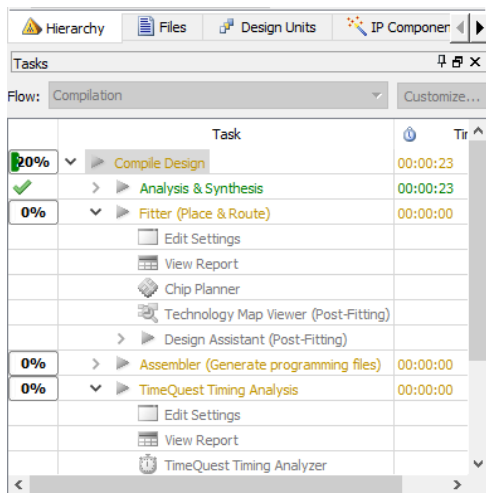 Hierarchy Files Design Units IP Componen
Tasks
Flow: Compilation Customize...
Task Tir
20% Compile Design 00:00:23
Analysis & Synthesis 00:00:23
0% Fitter (Place & Route) 00:00:00
Edit Settings
View Report
Chip Planner
Technology Map Viewer (Post-Fitting)
Design Assistant (Post-Fitting)
0% Assembler (Generate programming files) 00:00:00
0% TimeQuest Timing Analysis 00:00:00
Edit Settings
View Report
TimeQuest Timing Analyzer